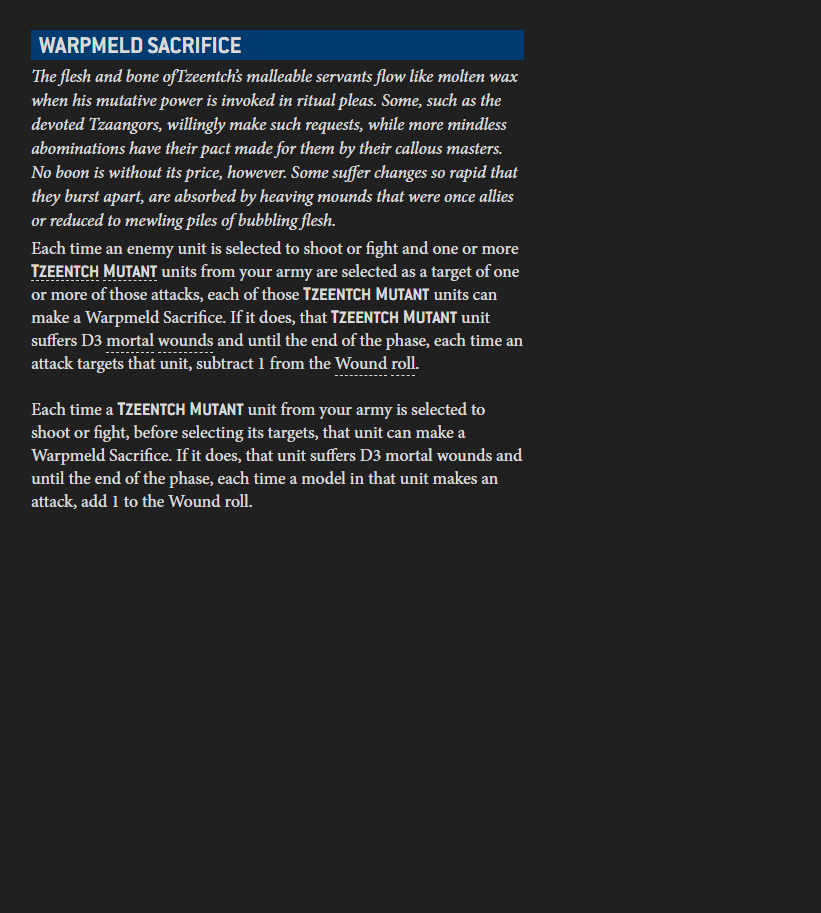 WARPMELD SACRIFICE
The flesh and bone ofTzeentch's malleable servants flow like molten wax
when his mutative power is invoked in ritual pleas. Some, such as the
devoted Tzaangors, willingly make such requests, while more mindless
abominations have their pact made for them by their callous masters.
No boon is without its price, however. Some suffer changes so rapid that
they burst apart, are absorbed by heaving mounds that were once allies
or reduced to mewling piles of bubbling flesh.
Each time an enemy unit is selected to shoot or fight and one or more
TZEENTCH MUTANT units from your army are selected as a target of one
or more of those attacks, each of those TZEENTCH MUTANT units can
make a Warpmeld Sacrifice. If it does, that TZEENTCH MUTANT unit
suffers D3 mortal wounds and until the end of the phase, each time an
attack targets that unit, subtract 1 from the Wound roll.
Each time a TZEENTCH MUTANT unit from your army is selected to
shoot or fight, before selecting its targets, that unit can make a
Warpmeld Sacrifice. If it does, that unit suffers D3 mortal wounds and
until the end of the phase, each time a model in that unit makes an
attack, add 1 to the Wound roll.